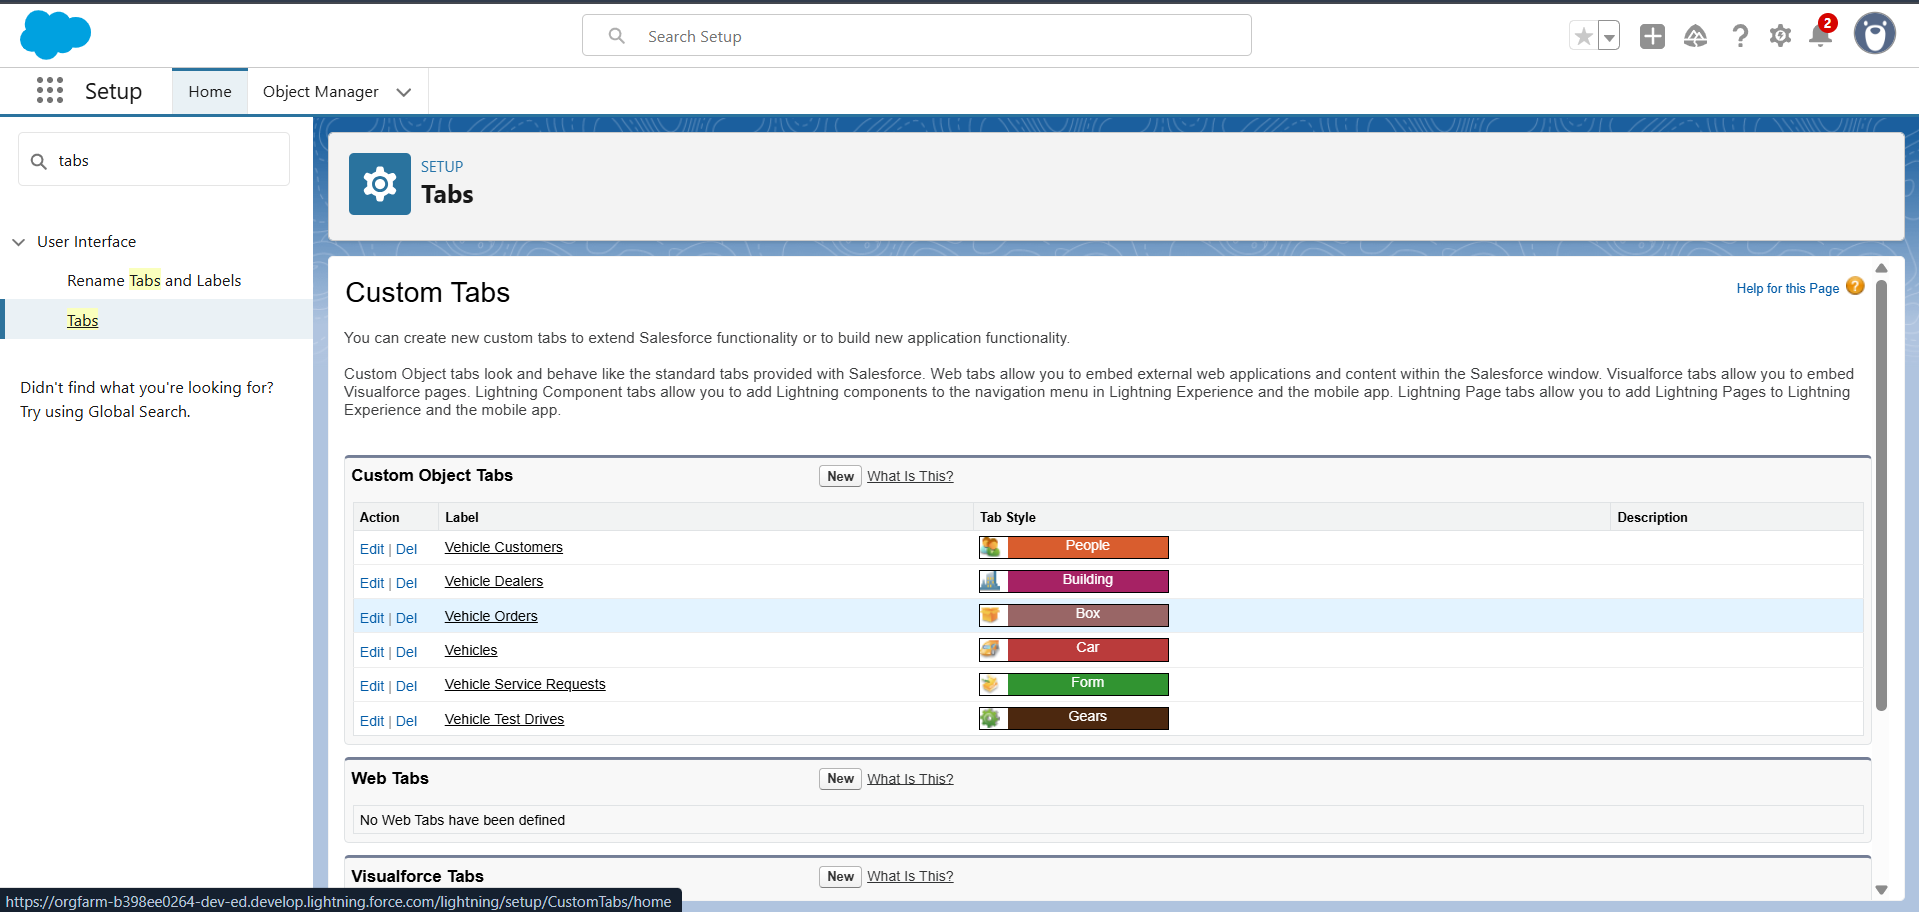 Search Setup
2
Setup
Home
Object Manager
tabs
User Interface
Rename Tabs and Labels
Tabs
Didn't find what you're looking for?
Try using Global Search.
SETUP
Tabs
Custom Tabs
Help for this Page ?
You can create new custom tabs to extend Salesforce functionality or to build new application functionality.
Custom Object tabs look and behave like the standard tabs provided with Salesforce. Web tabs allow you to embed external web applications and content within the Salesforce window. Visualforce tabs allow you to embed
Visualforce pages. Lightning Component tabs allow you to add Lightning components to the navigation menu in Lightning Experience and the mobile app. Lightning Page tabs allow you to add Lightning Pages to Lightning
Experience and the mobile app.
Custom Object Tabs New What Is This?
Action Label Tab Style Description
Edit | Del Vehicle Customers People
Edit | Del Vehicle Dealers Building
Edit | Del Vehicle Orders Box
Edit | Del Vehicles Car
Edit | Del Vehicle Service Requests Form
Edit | Del Vehicle Test Drives Gears
Web Tabs New What Is This?
No Web Tabs have been defined
Visualforce Tabs New What Is This?
https://orgfarm-b398ee0264-dev-ed.develop.lightning.force.com/lightning/setup/CustomTabs/home